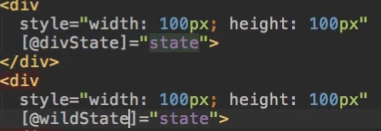 <div
style="width: 100px; height: 100px"
[@divState]="state">
</div>
<div
style="width: 100px; height: 100px"
[@wildState]="state">